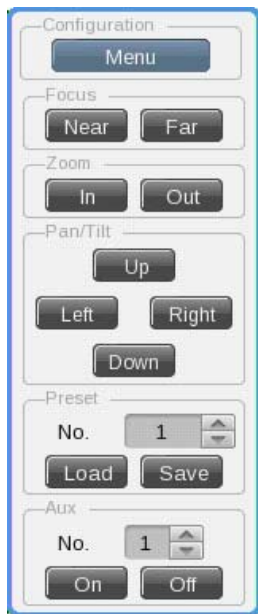 Configuration
Menu
Focus
Near Far
Zoom
In Out
Pan/Tilt
Up
Left Right
Down
Preset
No. 1
Load Save
Aux
No. 1
On Off